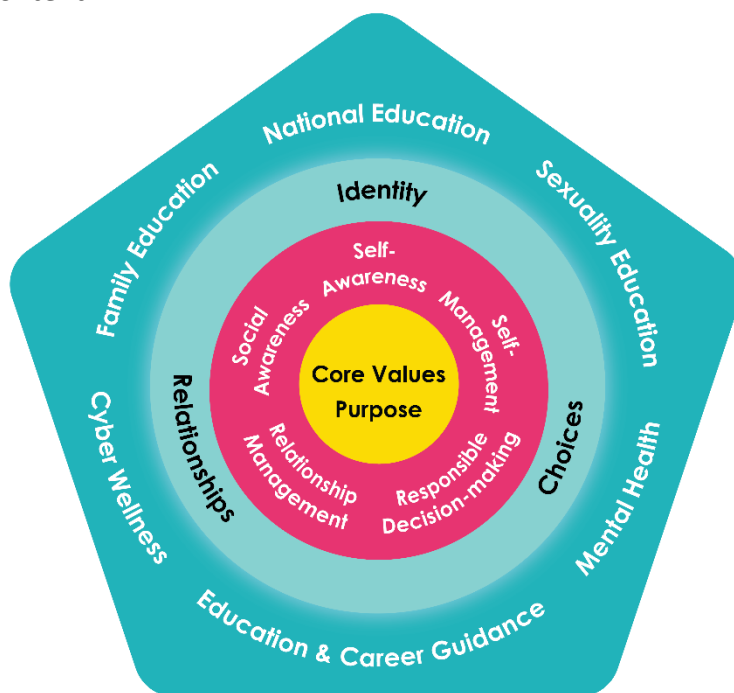 National Education
Sexuality Education
Mental Health
Education & Career Guidance
Cyber Wellness
Family Education
Identity
Choices
Relationships
Self-
Awareness
Self-
Management
Responsible
Decision-making
Relationship
Management
Social
Awareness
Core Values
Purpose